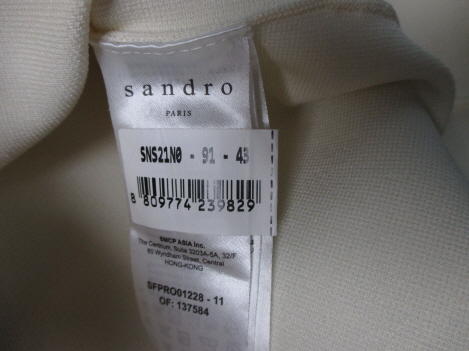 sandro
PARIS
SNS21N0 - 91 - 43
8 809774 239829
SMCP ASIA Inc.
The Centrum, Suite 3203A-5A, 32/F
60 Wyndham Street, Central
HONG-KONG
SFPRO01228 - 11
OF: 137584